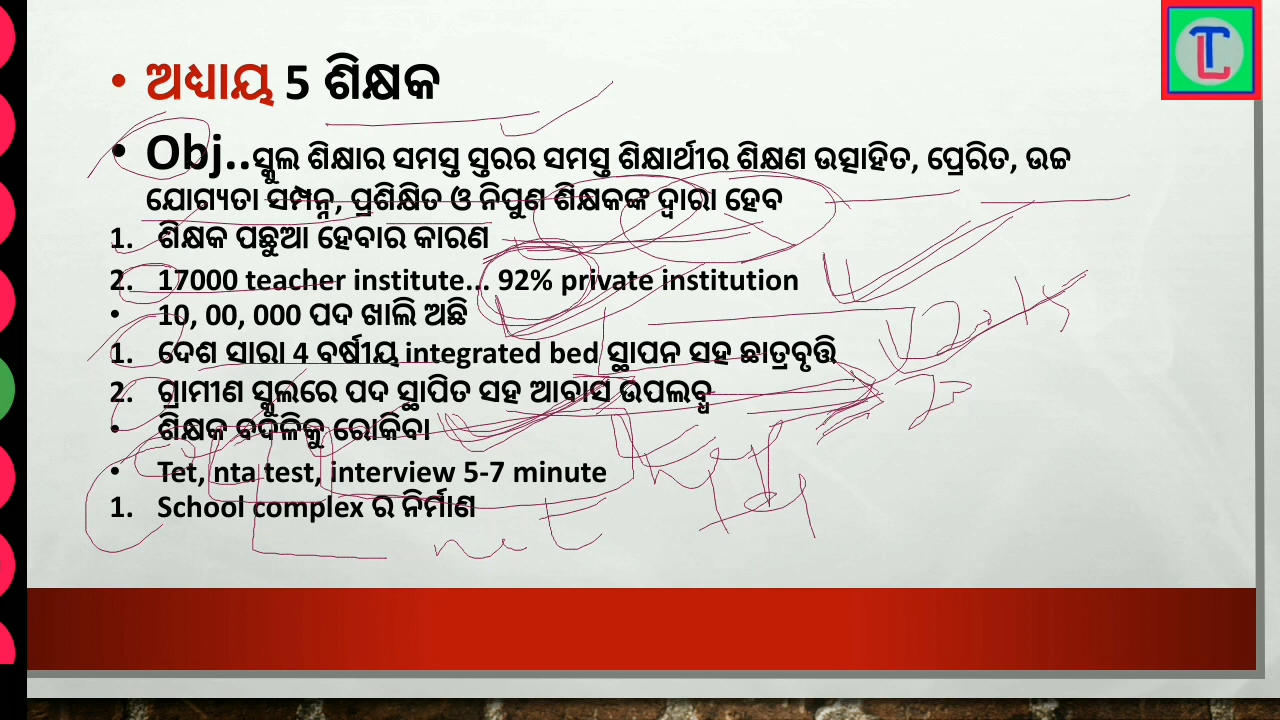 • ଅଧ୍ୟାୟ 5 ଶିକ୍ଷକ
• Obj..ସ୍କୁଲ ଶିକ୍ଷାର ସମସ୍ତ ସ୍ତରର ସମସ୍ତ ଶିକ୍ଷାର୍ଥୀର ଶିକ୍ଷଣ ଉତ୍ସାହିତ, ପ୍ରେରିତ, ଉଚ୍ଚ
ଯୋଗ୍ୟତା ସମ୍ପନ୍ନ, ପ୍ରଶିକ୍ଷିତ ଓ ନିପୁଣ ଶିକ୍ଷକଙ୍କ ଦ୍ୱାରା ହେବ
1. ଶିକ୍ଷକ ପଛୁଆ ହେବାର କାରଣ
2. 17000 teacher institute... 92% private institution
• 10, 00, 000 ପଦ ଖାଲି ଅଛି
1. ଦେଶ ସାରା 4 ବର୍ଷୀୟ integrated bed ସ୍ଥାପନ ସହ ଛାତ୍ରବୃତ୍ତି
2. ଗ୍ରାମୀଣ ସ୍କୁଲରେ ପଦ ସ୍ଥାପିତ ସହ ଆବାସ ଉପଲବ୍ଧ
• ଶିକ୍ଷକ ବଦଳିକୁ ରୋକିବା
• Tet, nta test, interview 5-7 minute
1. School complex ର ନିର୍ମାଣ
net
TL